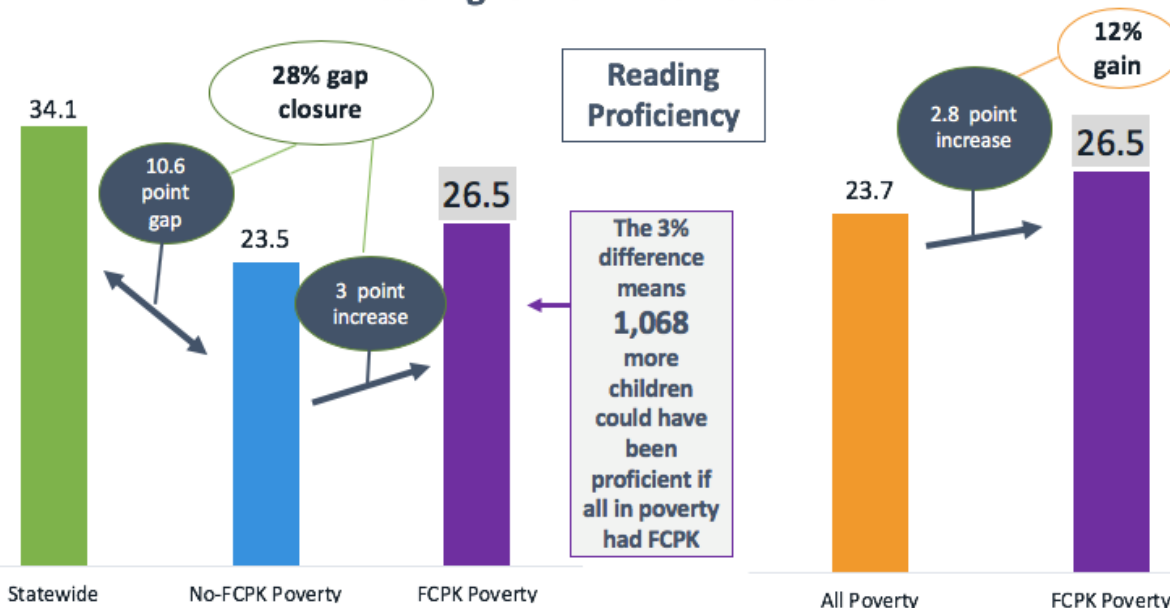 34.1
28% gap
closure
10.6
point
gap
23.5
3 point
increase
26.5
Statewide
No-FCPK Poverty
FCPK Poverty
Reading
Proficiency
The 3%
difference
means
1,068
more
children
could have
been
proficient if
all in poverty
had FCPK
12%
gain
2.8 point
increase
23.7
26.5
All Poverty
FCPK Poverty